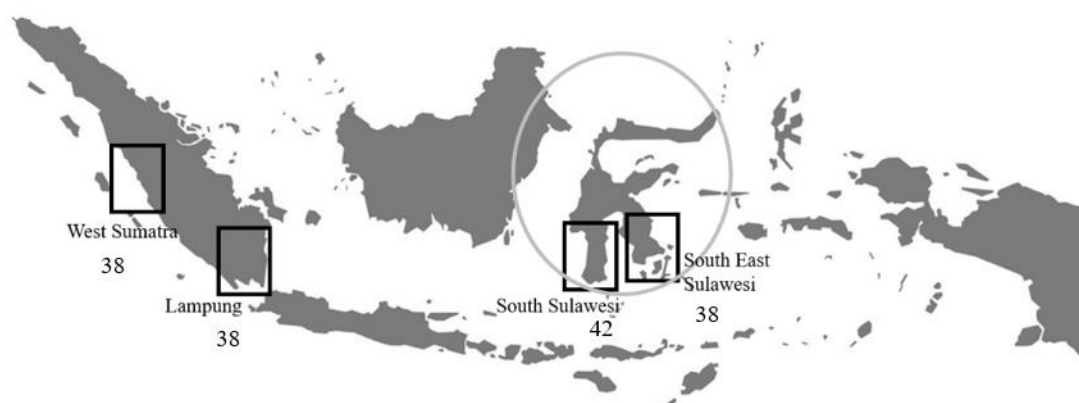 West Sumatra
38
Lampung
38
South Sulawesi
42
South East
Sulawesi
38